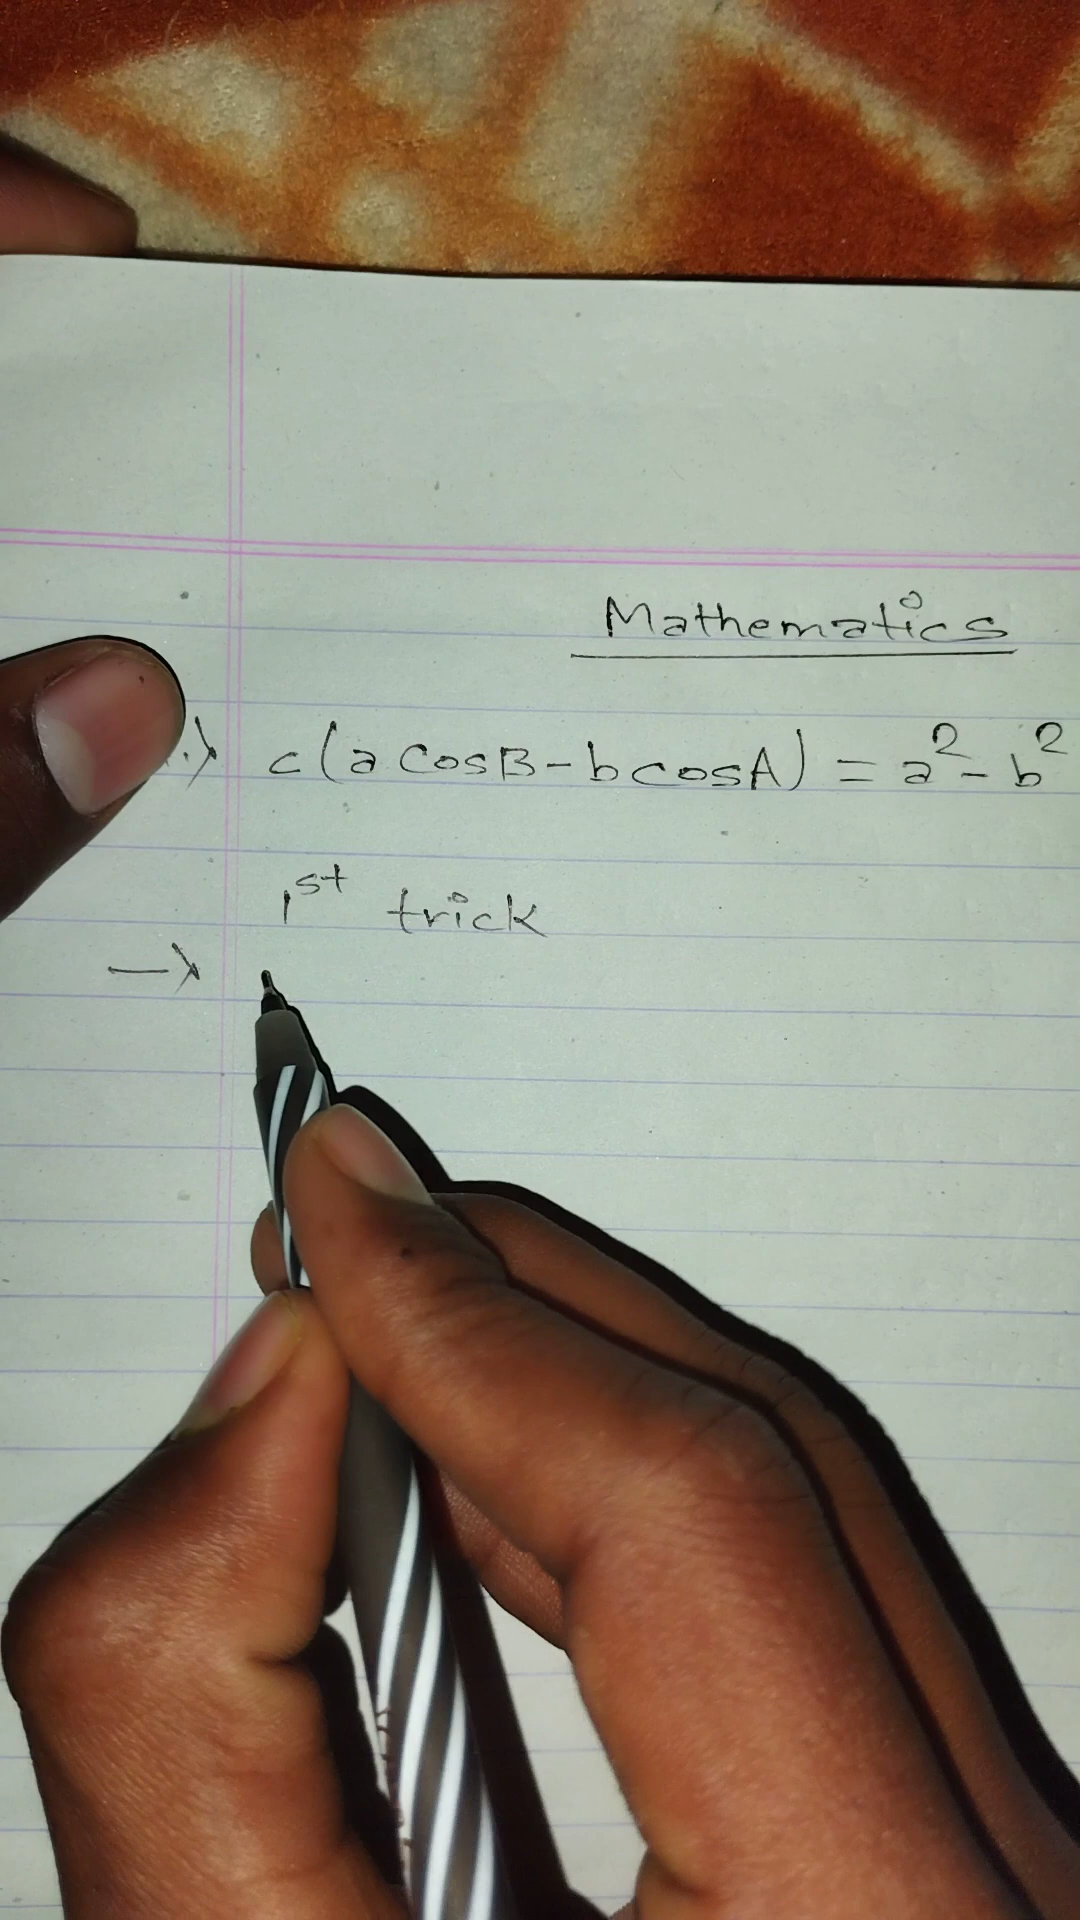 Mathematics
.) c(a cosB - b cosA) = a² - b²
1st trick
→